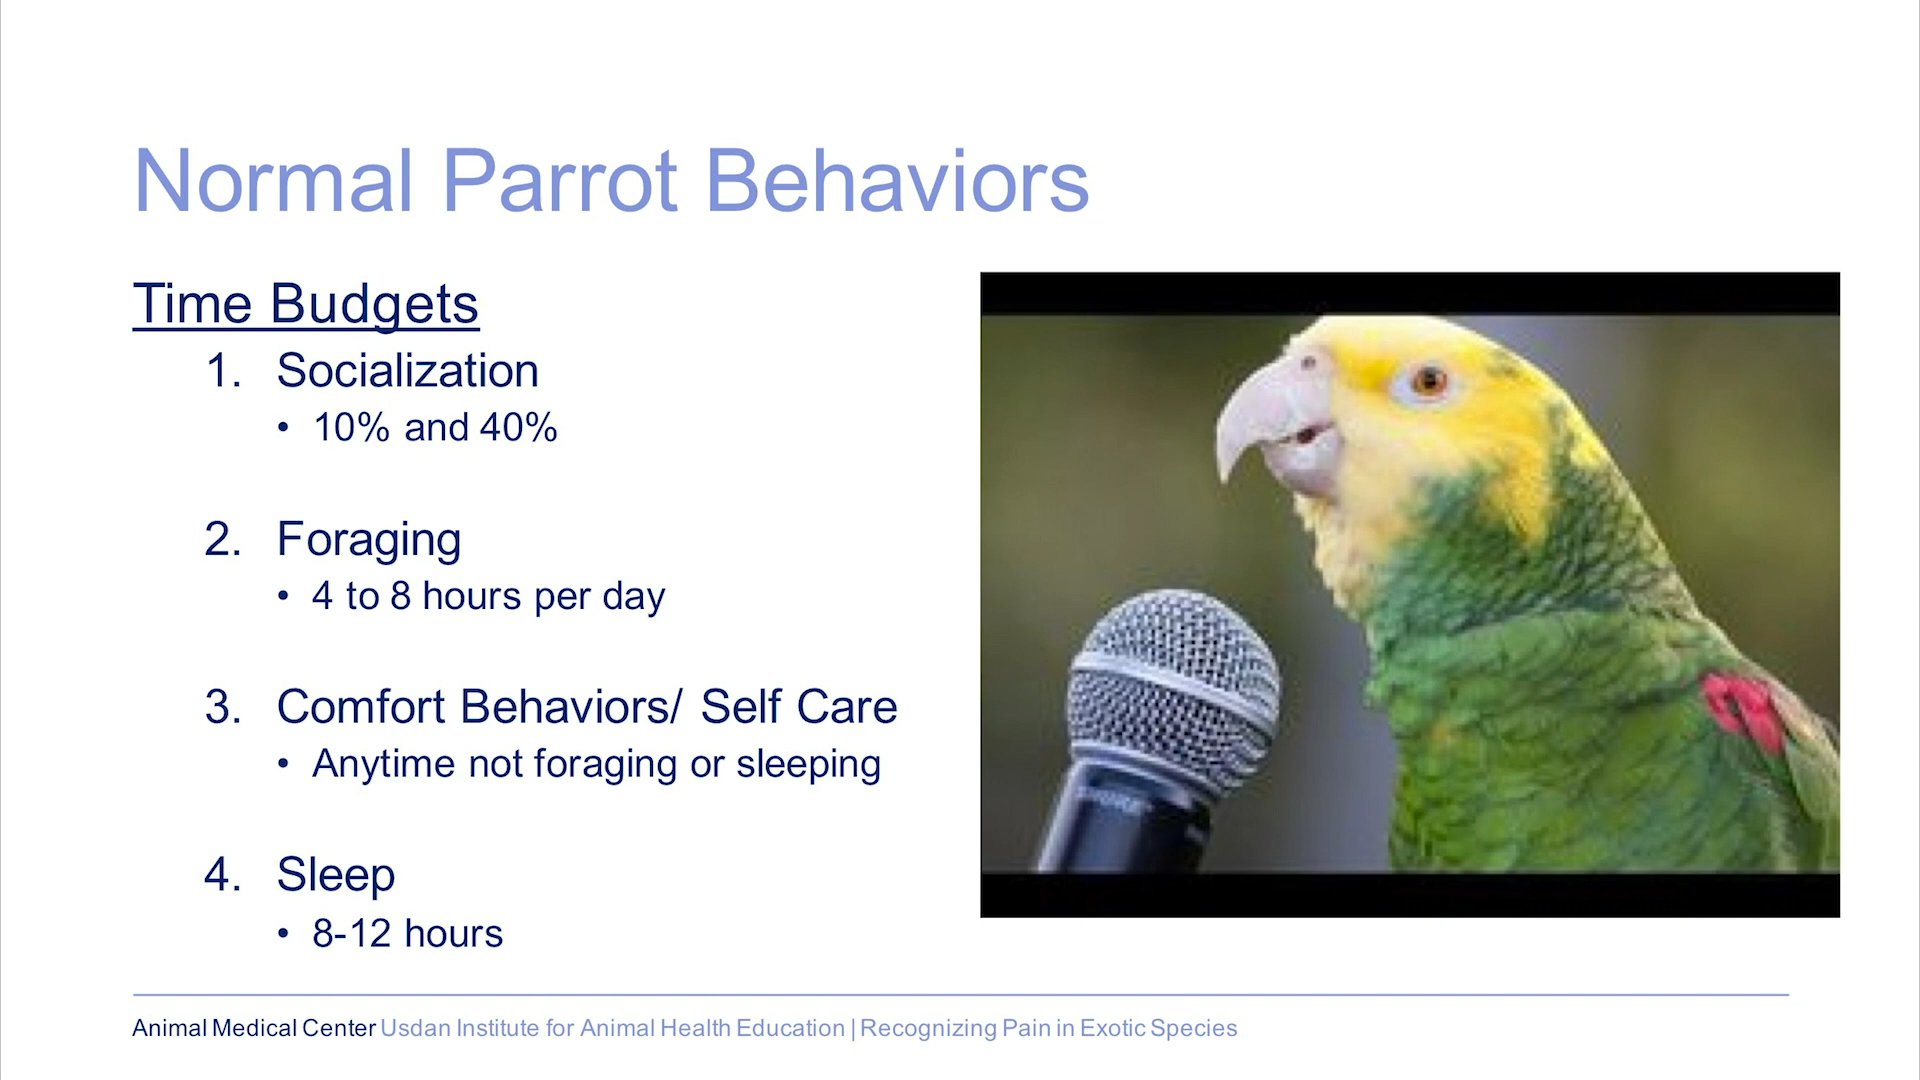 Normal Parrot Behaviors
Time Budgets
1. Socialization
• 10% and 40%
2. Foraging
• 4 to 8 hours per day
3. Comfort Behaviors/ Self Care
• Anytime not foraging or sleeping
4. Sleep
• 8-12 hours
Animal Medical Center Usdan Institute for Animal Health Education | Recognizing Pain in Exotic Species